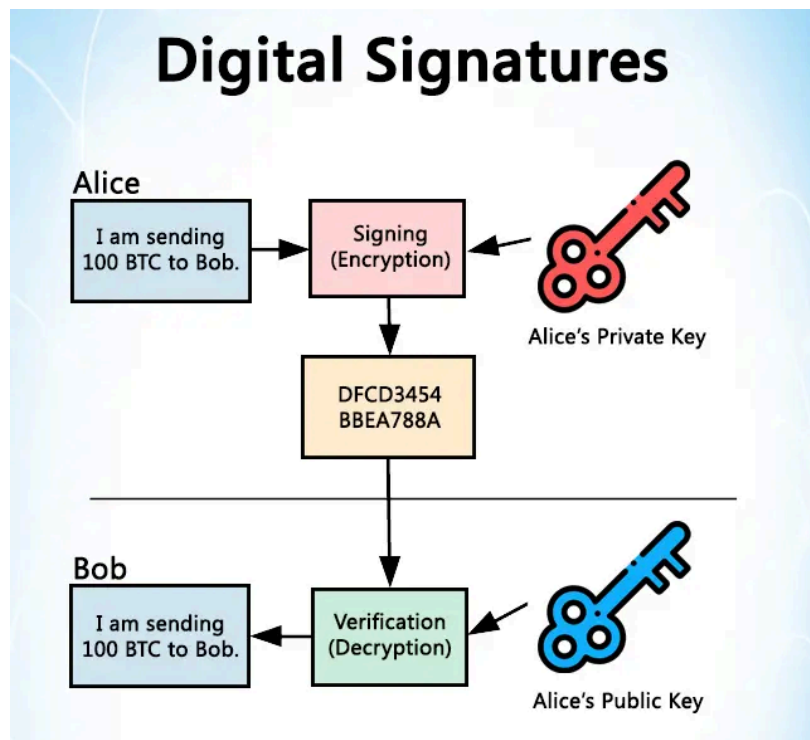 Digital Signatures
Alice
I am sending
100 BTC to Bob.
Signing
(Encryption)
Alice's Private Key
DFCD3454
BBEA788A
Bob
I am sending
100 BTC to Bob.
Verification
(Decryption)
Alice's Public Key